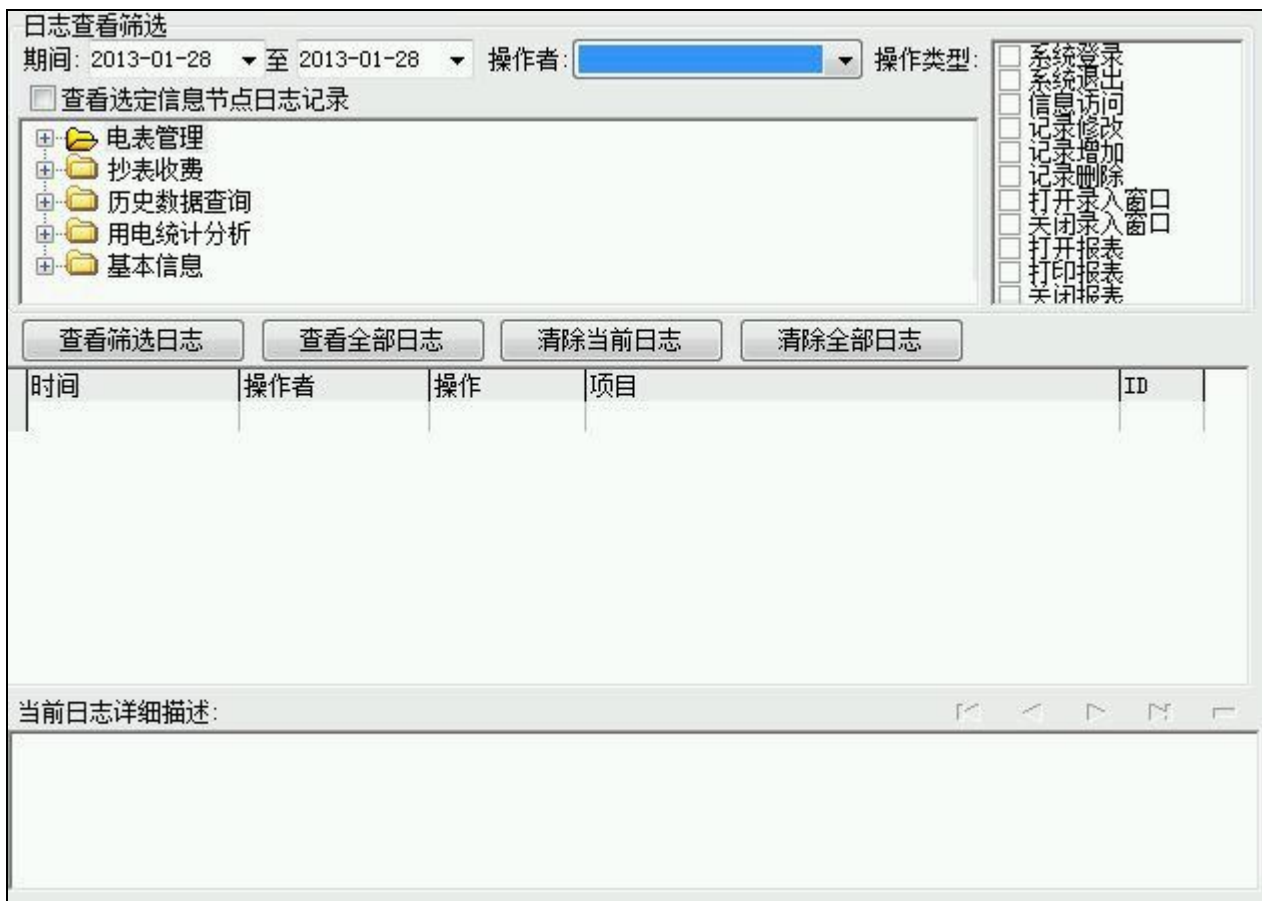 日志查看筛选
期间: 2013-01-28 至 2013-01-28 操作者: 操作类型:
系统登录
系统退出
信息访问
记录修改
记录增加
记录删除
打开录入窗口
关闭录入窗口
打开报表
打印报表
关闭报表
查看选定信息节点日志记录
电表管理
抄表收费
历史数据查询
用电统计分析
基本信息
查看筛选日志 查看全部日志 清除当前日志 清除全部日志
时间 操作者 操作 项目 ID
当前日志详细描述: